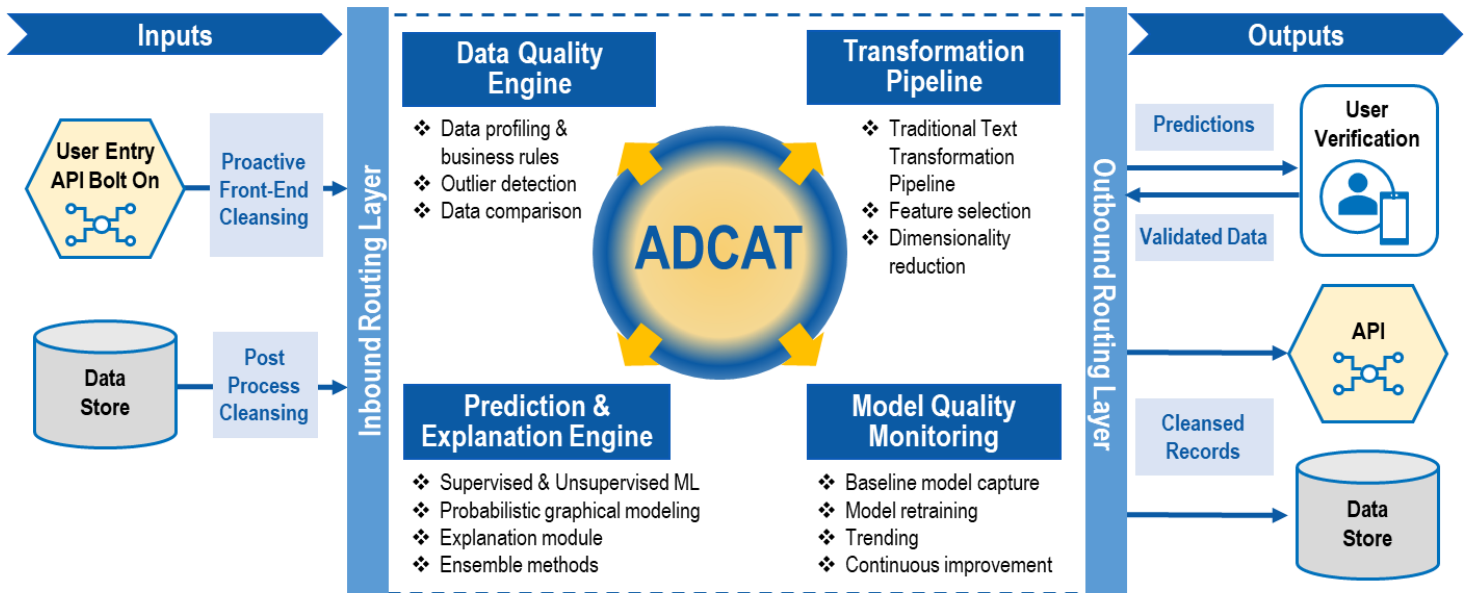 Inputs
User Entry
API Bolt On
Proactive
Front-End
Cleansing
Data
Store
Post
Process
Cleansing
Inbound Routing Layer
Data Quality
Engine
❖ Data profiling &
business rules
❖ Outlier detection
❖ Data comparison
Transformation
Pipeline
❖ Traditional Text
Transformation
Pipeline
❖ Feature selection
❖ Dimensionality
reduction
ADCAT
Prediction &
Explanation Engine
❖ Supervised & Unsupervised ML
❖ Probabilistic graphical modeling
❖ Explanation module
❖ Ensemble methods
Model Quality
Monitoring
❖ Baseline model capture
❖ Model retraining
❖ Trending
❖ Continuous improvement
Outbound Routing Layer
Outputs
Predictions
Validated Data
User
Verification
API
Cleansed
Records
Data
Store